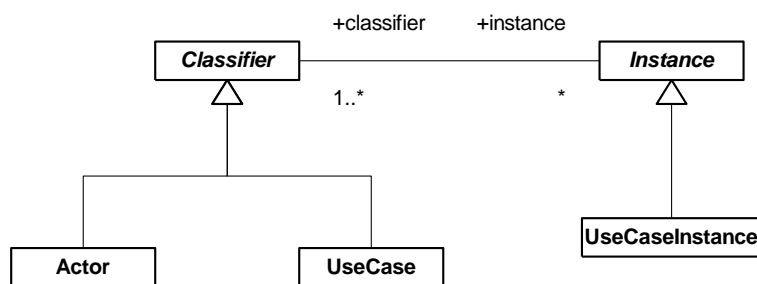 +classifier +instance
Classifier Instance
1..* *
UseCaseInstance
Actor UseCase